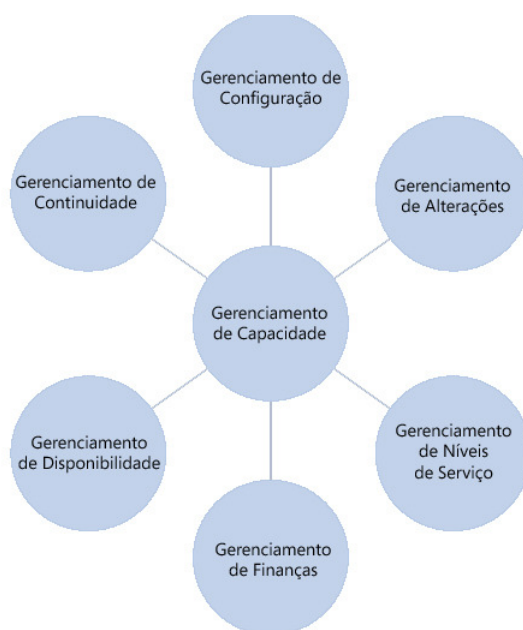 Gerenciamento de
Configuração
Gerenciamento de
Continuidade
Gerenciamento
de Alterações
Gerenciamento
de Capacidade
Gerenciamento
de Disponibilidade
Gerenciamento
de Níveis
de Serviço
Gerenciamento
de Finanças